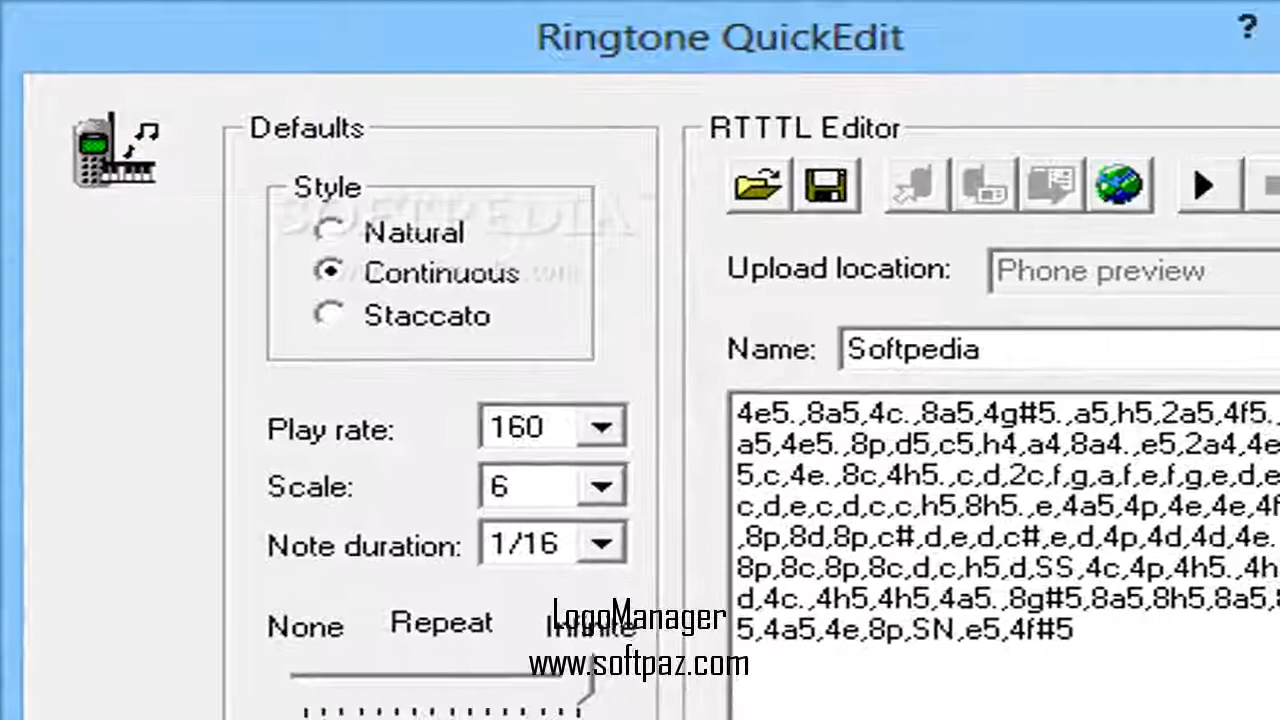 Ringtone QuickEdit
?
Defaults
Style
SOFTPEDIA
Natural
Continuous
Staccato
Play rate: 160
Scale: 6
Note duration: 1/16
None Repeat Infinite
RTTTL Editor
Upload location: Phone preview
Name: Softpedia
4e5.,8a5,4c.,8a5,4g#5.,a5,h5,2a5,4f5.,
a5,4e5.,8p,d5,c5,h4,a4,8a4.,e5,2a4,4e
5,c,4e.,8c,4h5.,c,d,2c,f,g,a,f,e,f,g,e,d,e
c,d,e,c,d,c,c,h5,8h5.,e,4a5,4p,4e,4e,4f
,8p,8d,8p,c#,d,e,d,c#,e,d,4p,4d,4d,4e.
8p,8c,8p,8c,d,c,h5,d,SS,4c,4p,4h5.,4h
d,4c.,4h5,4h5,4a5.,8g#5,8a5,8h5,8a5,8
5,4a5,4e,8p,SN,e5,4f#5
LogoManager
www.softpaz.com